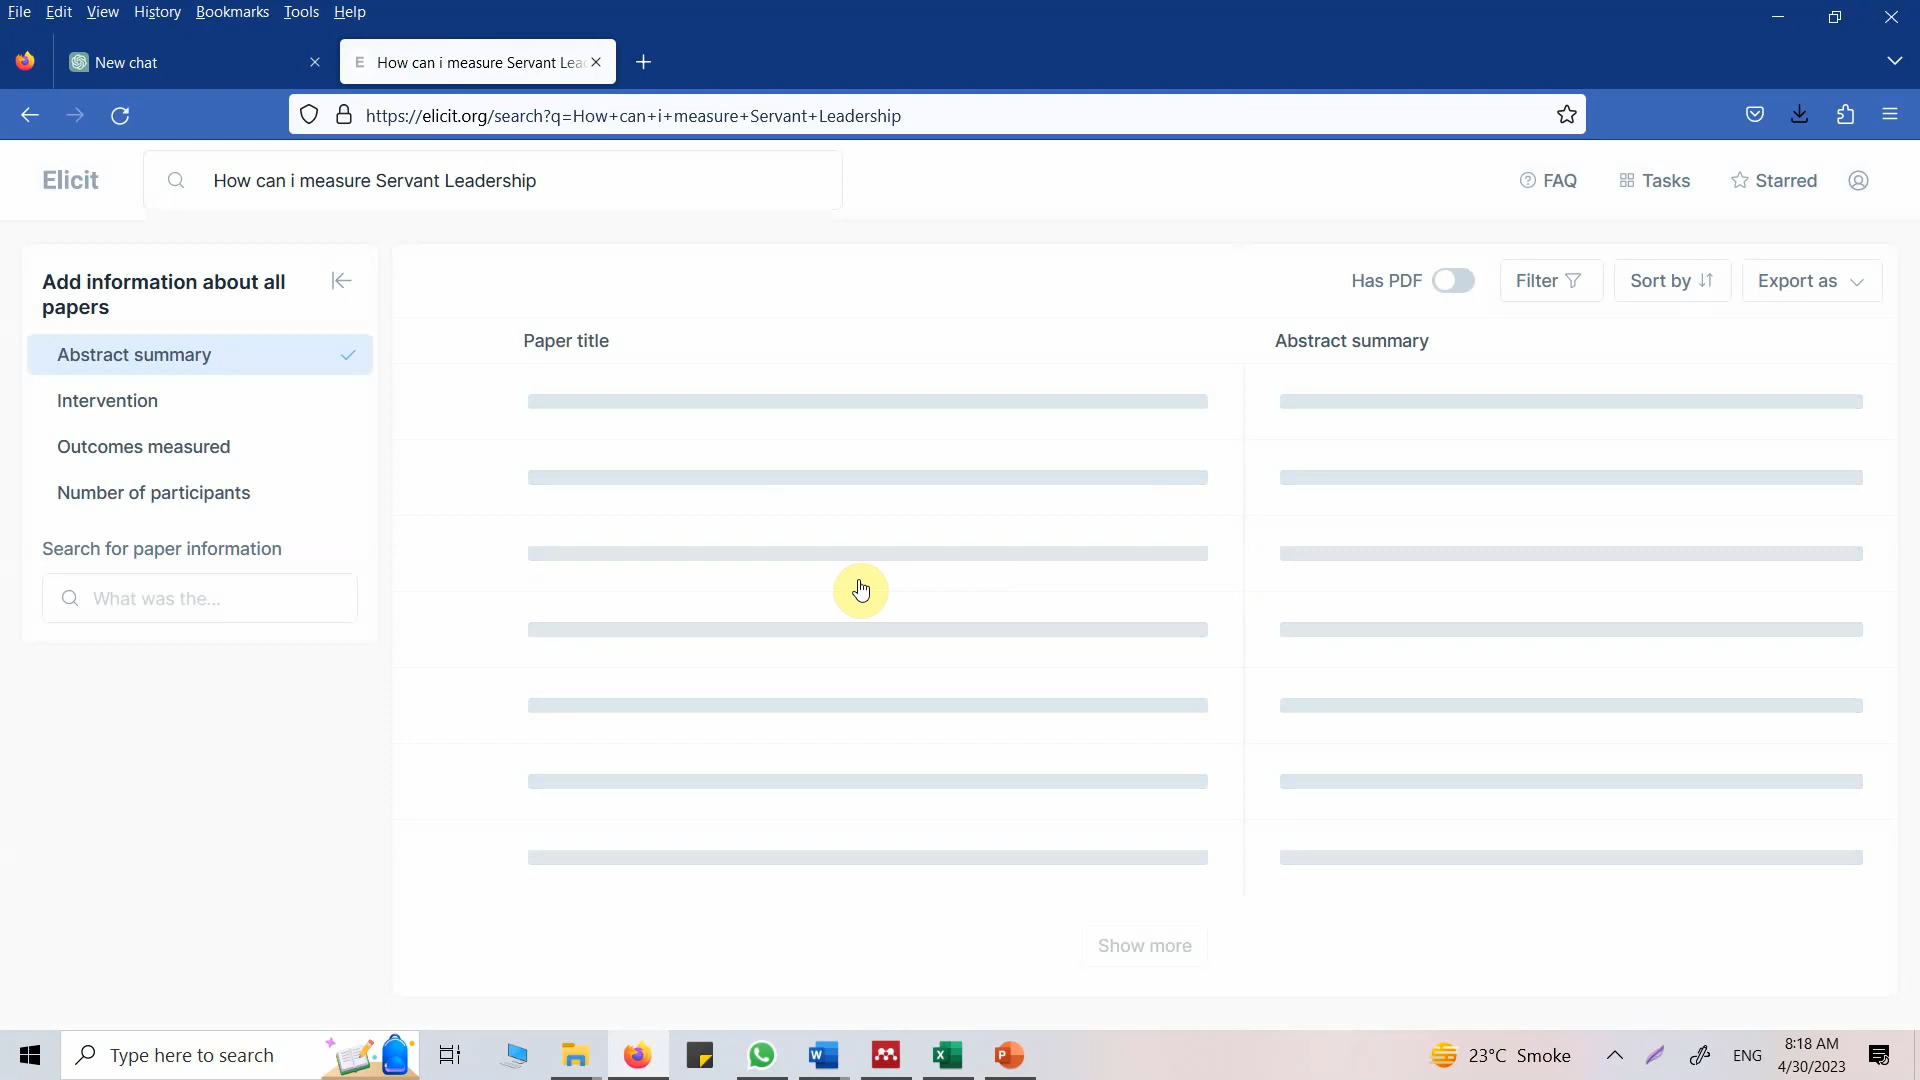 File Edit View History Bookmarks Tools Help
New chat
E How can i measure Servant Lea
https://elicit.org/search?q=How+can+i+measure+Servant+Leadership
Elicit
How can i measure Servant Leadership
FAQ
Tasks
Starred
Add information about all
papers
Has PDF
Filter
Sort by
Export as
Paper title
Abstract summary
Abstract summary
Intervention
Outcomes measured
Number of participants
Search for paper information
What was the...
Show more
Type here to search
23°C Smoke
ENG
8:18 AM
4/30/2023